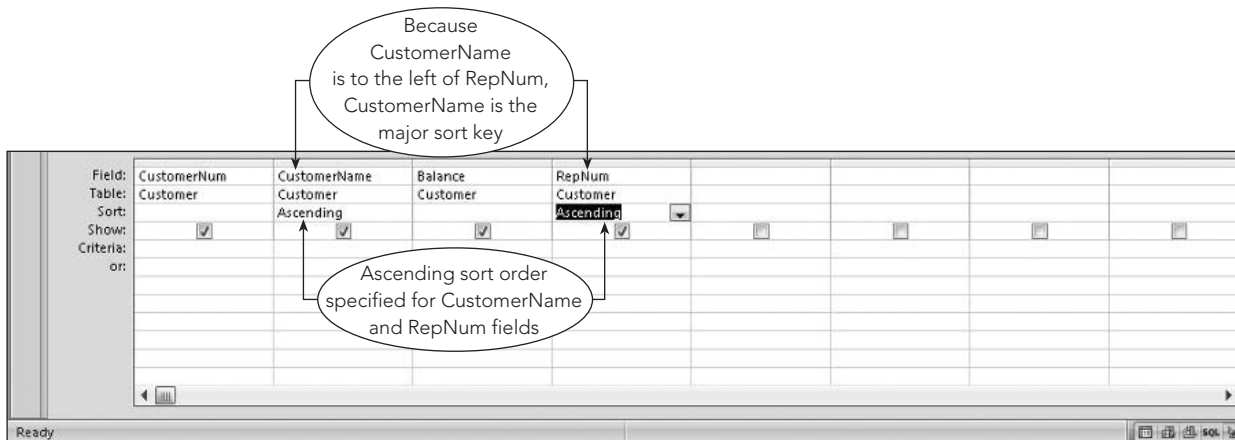 Because
CustomerName
is to the left of RepNum,
CustomerName is the
major sort key
Field: CustomerNum CustomerName Balance RepNum
Table: Customer Customer Customer Customer
Sort: Ascending Ascending
Show:
Criteria:
or:
Ascending sort order
specified for CustomerName
and RepNum fields
Ready SQL